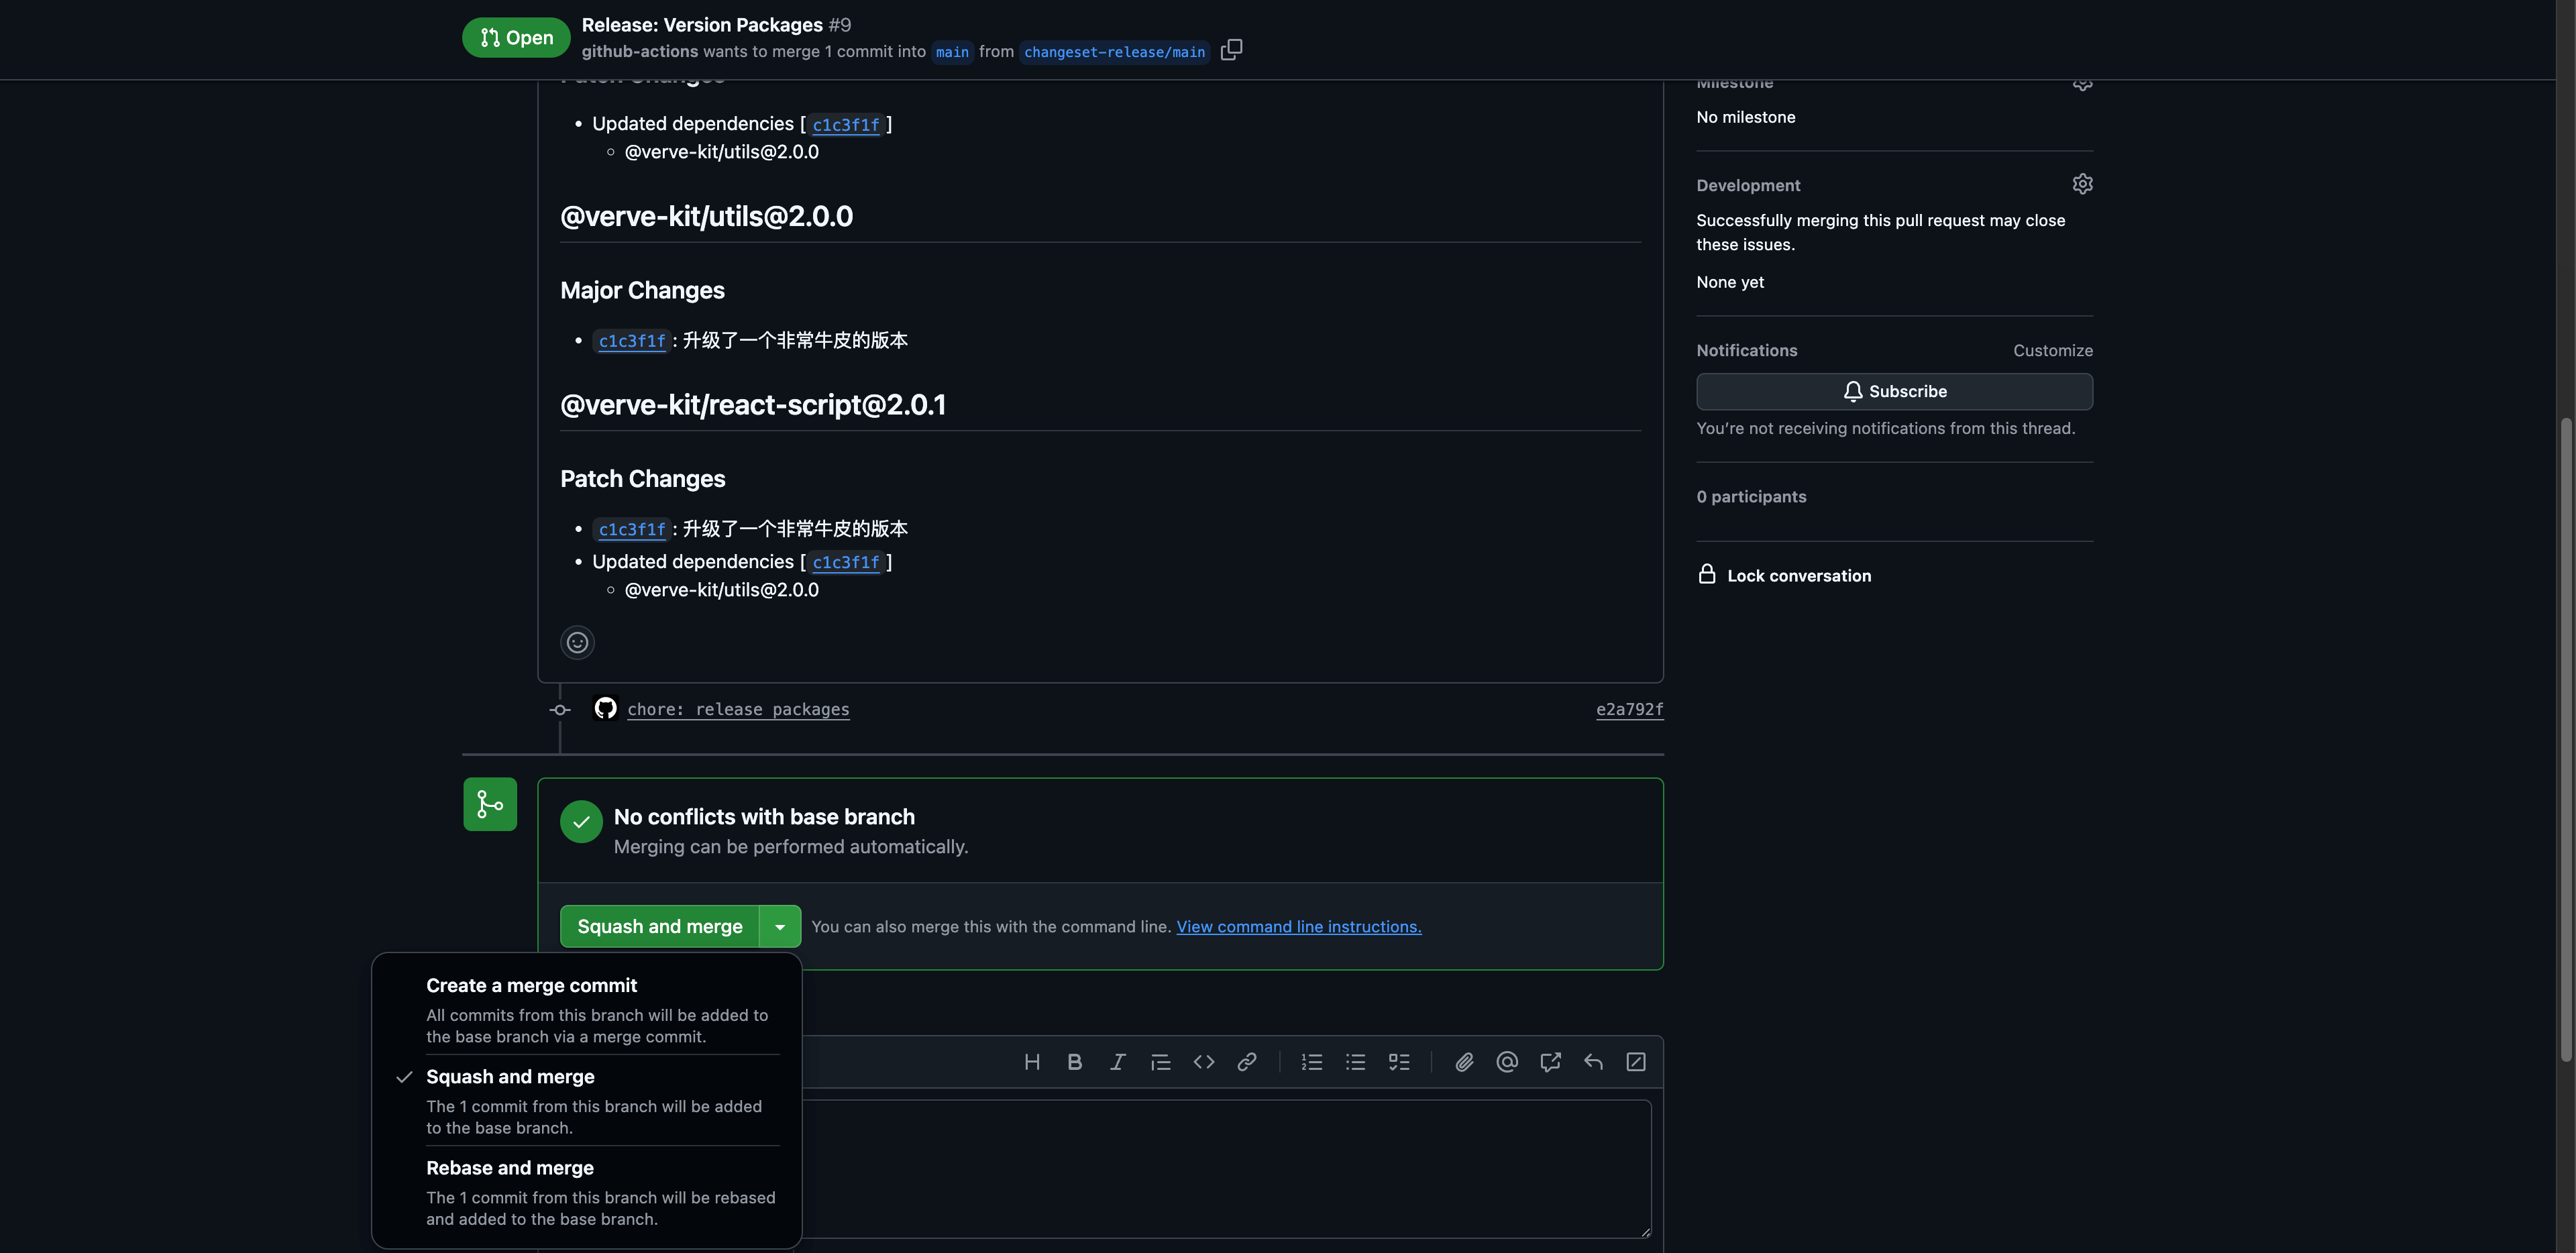 Open
Release: Version Packages #9
github-actions wants to merge 1 commit into main from changeset-release/main
Patch Changes
Updated dependencies [ c1c3f1f ]
@verve-kit/utils@2.0.0
@verve-kit/utils@2.0.0
Major Changes
c1c3f1f : 升级了一个非常牛皮的版本
@verve-kit/react-script@2.0.1
Patch Changes
c1c3f1f : 升级了一个非常牛皮的版本
Updated dependencies [ c1c3f1f ]
@verve-kit/utils@2.0.0
chore: release packages
e2a792f
No conflicts with base branch
Merging can be performed automatically.
Squash and merge
You can also merge this with the command line. View command line instructions.
Create a merge commit
All commits from this branch will be added to
the base branch via a merge commit.
Squash and merge
The 1 commit from this branch will be added
to the base branch.
Rebase and merge
The 1 commit from this branch will be rebased
and added to the base branch.
Milestone
No milestone
Development
Successfully merging this pull request may close
these issues.
None yet
Notifications
Customize
Subscribe
You’re not receiving notifications from this thread.
0 participants
Lock conversation